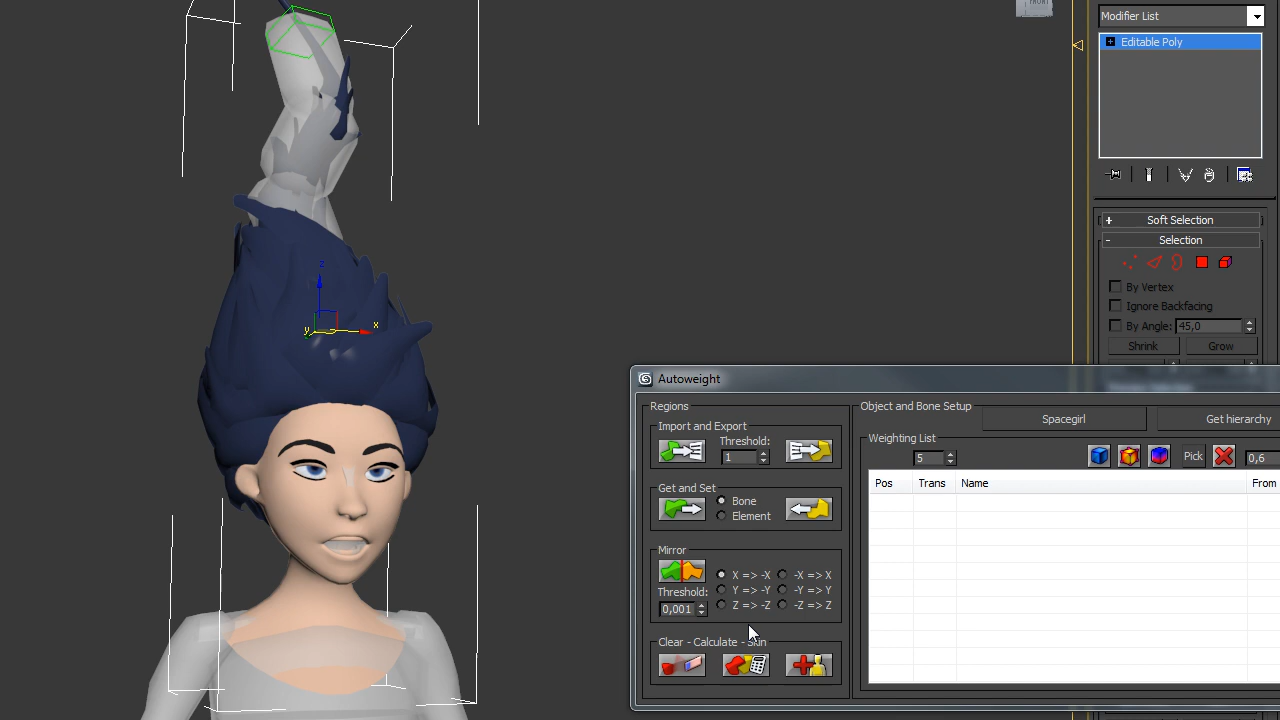 FRONT
Modifier List
Editable Poly
Soft Selection
Selection
By Vertex
Ignore Backfacing
By Angle: 45,0
Shrink
Grow
z
y
x
Autoweight
Regions
Import and Export
Threshold:
1
Get and Set
Bone
Element
Mirror
X => -X
-X => X
Y => -Y
-Y => Y
Z => -Z
-Z => Z
Threshold:
0,001
Clear - Calculate - Skin
Object and Bone Setup
Spacegirl
Get hierarchy
Weighting List
5
Pick
0,6
Pos
Trans
Name
From